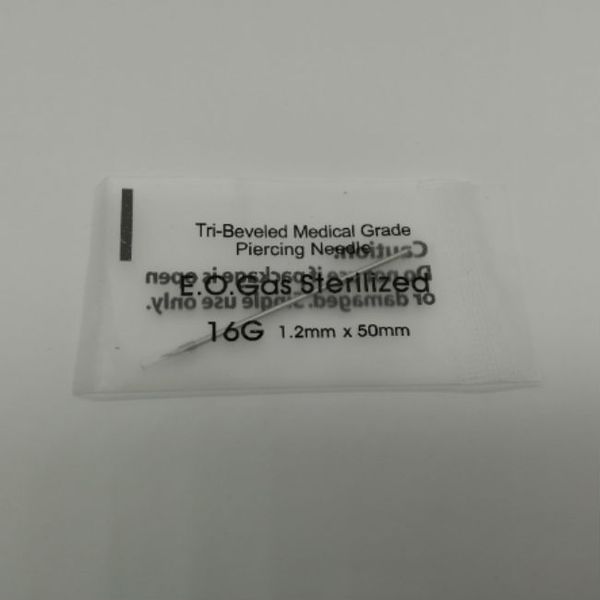 Tri-Beveled Medical Grade
Piercing Needle
E.O.Gas Sterilized
16G 1.2mm x 50mm
Caution:
Do not use if package is open
or damaged. Single use only.